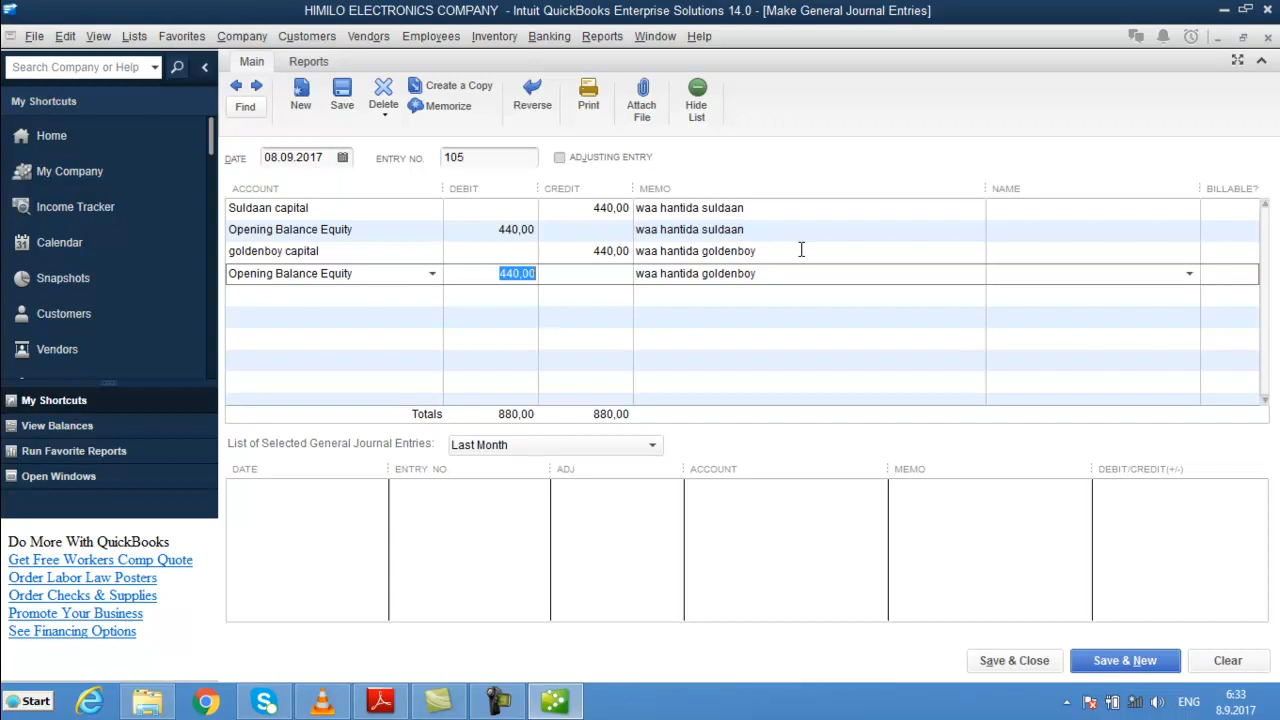 HIMILO ELECTRONICS COMPANY - Intuit QuickBooks Enterprise Solutions 14.0 - [Make General Journal Entries]
File Edit View Lists Favorites Company Customers Vendors Employees Inventory Banking Reports Window Help
Search Company or Help
My Shortcuts
Home
My Company
Income Tracker
Calendar
Snapshots
Customers
Vendors
My Shortcuts
View Balances
Run Favorite Reports
Open Windows
Do More With QuickBooks
Get Free Workers Comp Quote
Order Labor Law Posters
Order Checks & Supplies
Promote Your Business
See Financing Options
Main Reports
Find
New
Save
Delete
Create a Copy
Memorize
Reverse
Print
Attach
File
Hide
List
DATE 08.09.2017 ENTRY NO. 105 ADJUSTING ENTRY
ACCOUNT DEBIT CREDIT MEMO NAME BILLABLE?
Suldaan capital 440,00 waa hantida suldaan
Opening Balance Equity 440,00 waa hantida suldaan
goldenboy capital 440,00 waa hantida goldenboy
Opening Balance Equity 440,00 waa hantida goldenboy
Totals 880,00 880,00
List of Selected General Journal Entries: Last Month
DATE ENTRY NO ADJ ACCOUNT MEMO DEBIT/CREDIT(+/-)
Save & Close Save & New Clear
Start
ENG
6:33
8.9.2017